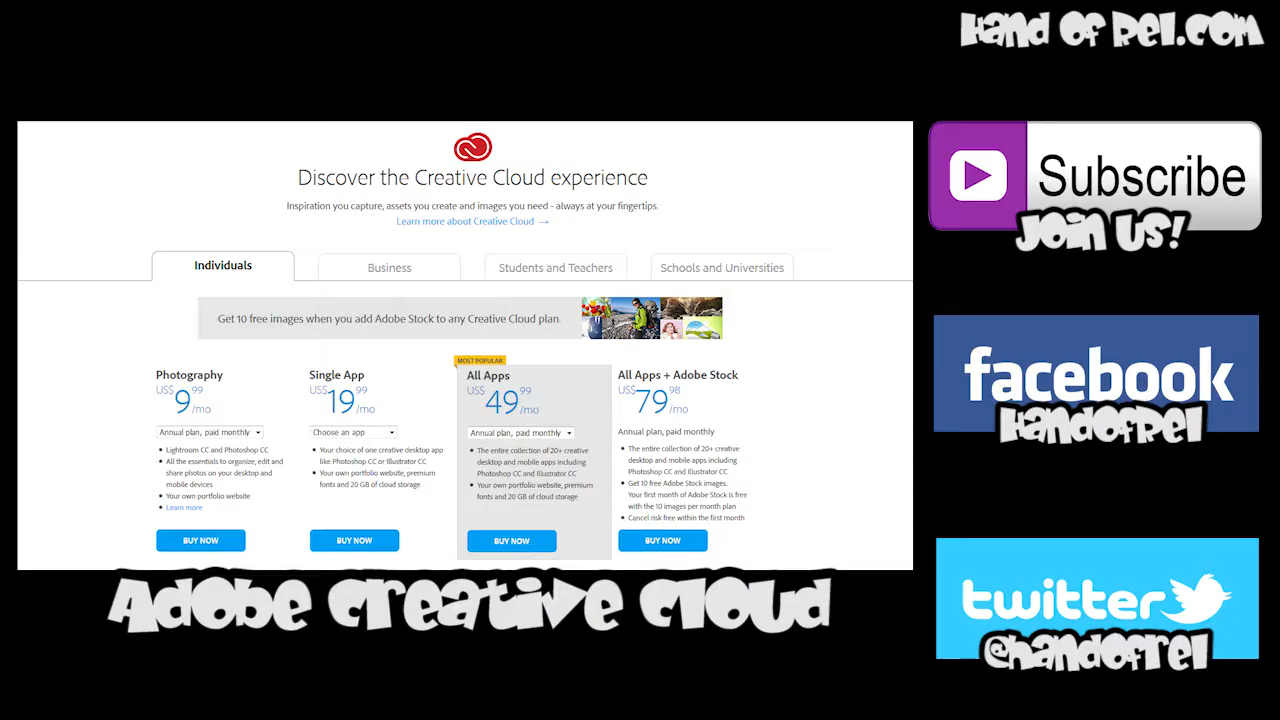 Hand Of Rei.com
Discover the Creative Cloud experience
Inspiration you capture, assets you create and images you need - always at your fingertips.
Learn more about Creative Cloud →
Individuals
Business
Students and Teachers
Schools and Universities
Get 10 free images when you add Adobe Stock to any Creative Cloud plan.
Photography
US$ 9.99 /mo
Annual plan, paid monthly
• Lightroom CC and Photoshop CC
• All the essentials to organize, edit and
share photos on your desktop and
mobile devices
• Your own portfolio website
• Learn more
BUY NOW
Single App
US$ 19.99 /mo
Choose an app
• Your choice of one creative desktop app
like Photoshop CC or Illustrator CC
• Your own portfolio website, premium
fonts and 20 GB of cloud storage
BUY NOW
MOST POPULAR
All Apps
US$ 49.99 /mo
Annual plan, paid monthly
• The entire collection of 20+ creative
desktop and mobile apps including
Photoshop CC and Illustrator CC
• Your own portfolio website, premium
fonts and 20 GB of cloud storage
BUY NOW
All Apps + Adobe Stock
US$ 79.98 /mo
Annual plan, paid monthly
• The entire collection of 20+ creative
desktop and mobile apps including
Photoshop CC and Illustrator CC
• Get 10 free Adobe Stock images.
Your first month of Adobe Stock is free
with the 10 images per month plan
• Cancel risk free within the first month
BUY NOW
Adobe Creative Cloud
Subscribe
Join Us!
facebook
HandofRei
twitter
@handofrei